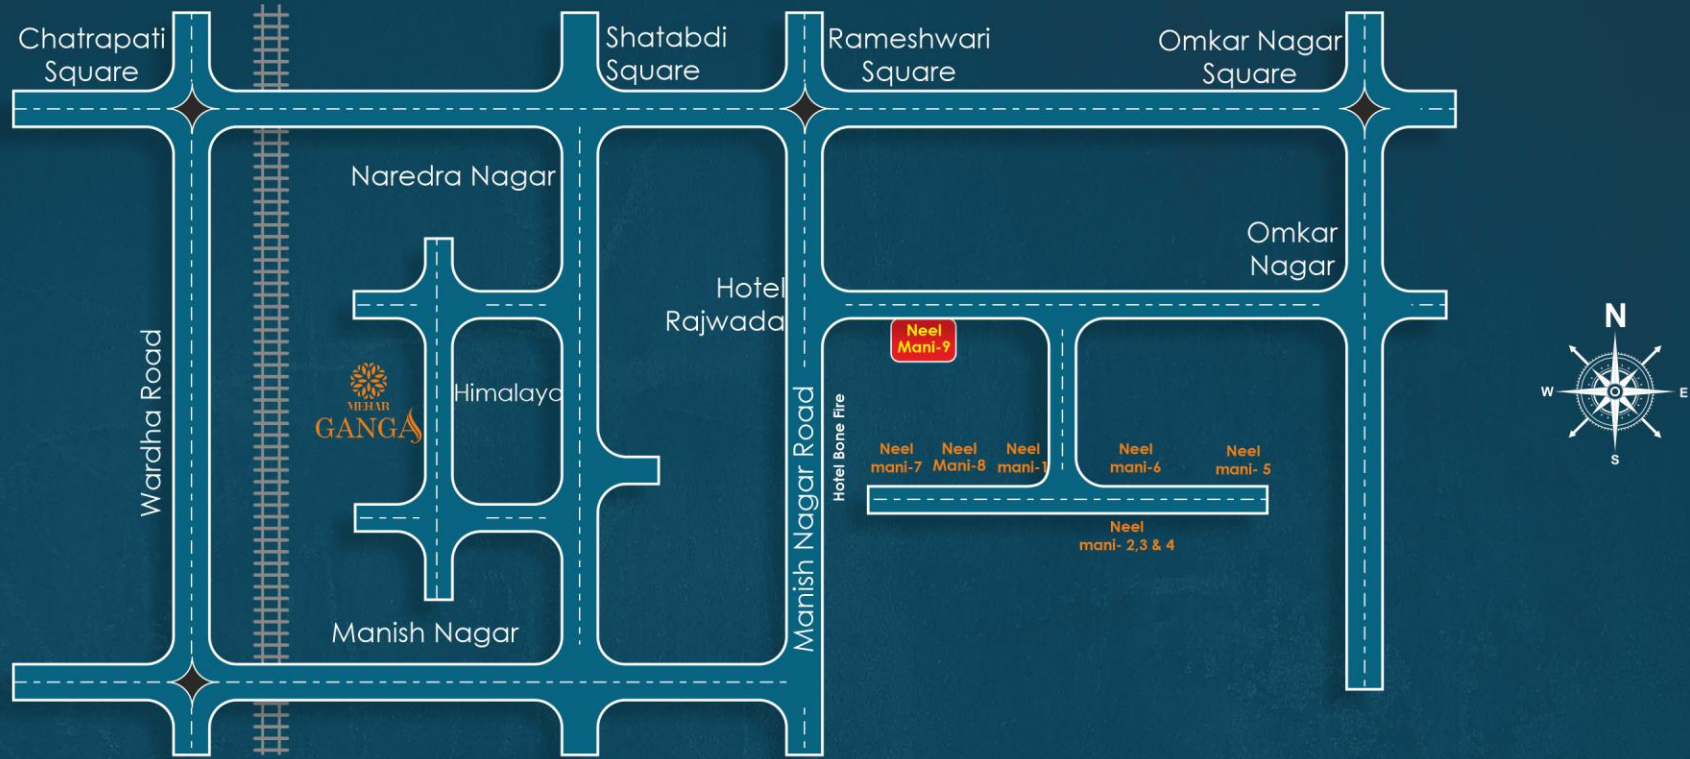 Chatrapati
Square
Shatabdi
Square
Rameshwari
Square
Omkar Nagar
Square
Naredra Nagar
Omkar
Nagar
Hotel
Rajwada
N
W
E
S
Neel
Mani-9
Wardha Road
MEHAR
GANGA
Himalaya
Manish Nagar Road
Hotel Bone Fire
Neel
mani-7
Neel
Mani-8
Neel
mani-1
Neel
mani-6
Neel
mani- 5
Neel
mani- 2,3 & 4
Manish Nagar